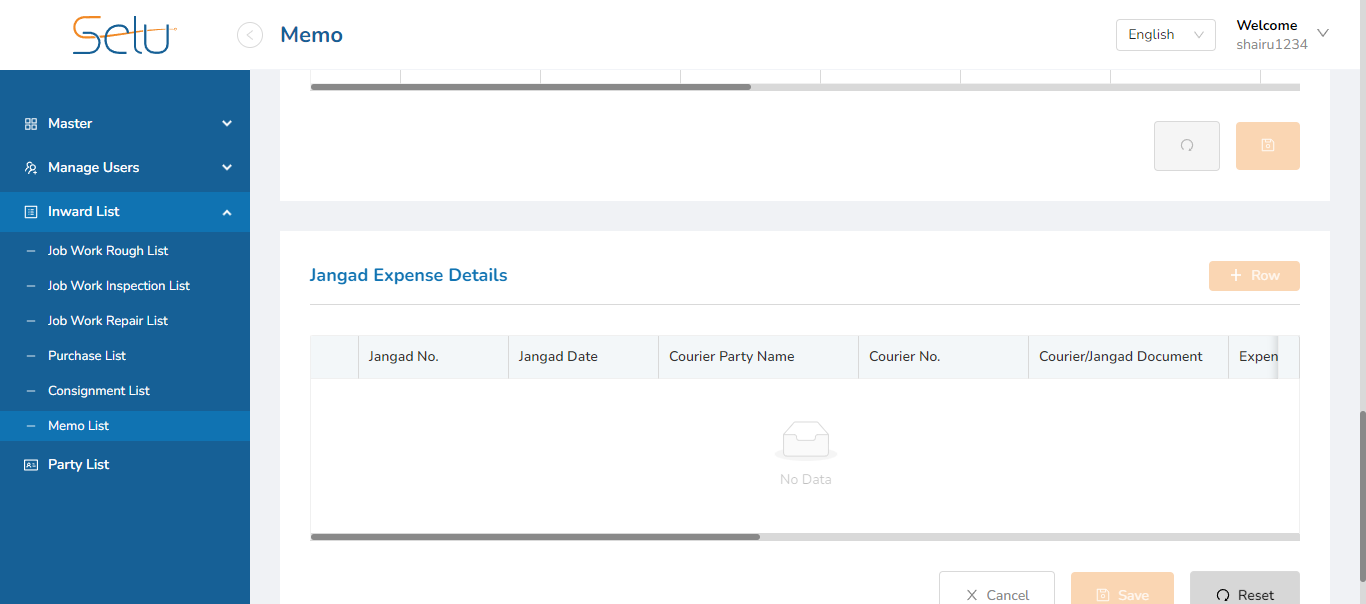 Selu
Memo
English
Welcome
shairu1234
Master
Manage Users
Inward List
Job Work Rough List
Job Work Inspection List
Job Work Repair List
Purchase List
Consignment List
Memo List
Party List
Jangad Expense Details
+ Row
Jangad No. Jangad Date Courier Party Name Courier No. Courier/Jangad Document Expen
No Data
Cancel Save Reset